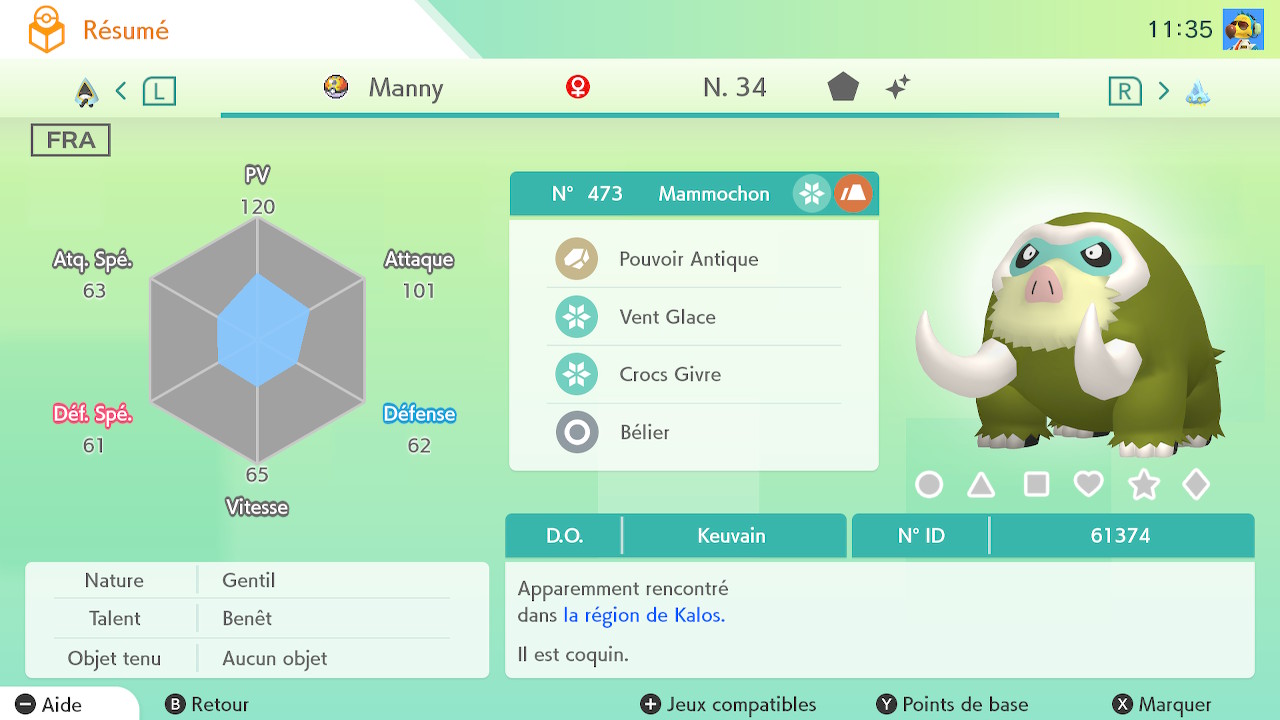 Résumé
11:35
L
Manny
N. 34
R
FRA
PV
120
Atq. Spé.
63
Attaque
101
Déf. Spé.
61
Défense
62
65
Vitesse
N° 473 Mammochon
Pouvoir Antique
Vent Glace
Crocs Givre
Bélier
D.O. Keuvain N° ID 61374
Nature Gentil
Talent Benêt
Objet tenu Aucun objet
Apparemment rencontré
dans la région de Kalos.
Il est coquin.
Aide
B Retour
Jeux compatibles
Y Points de base
X Marquer